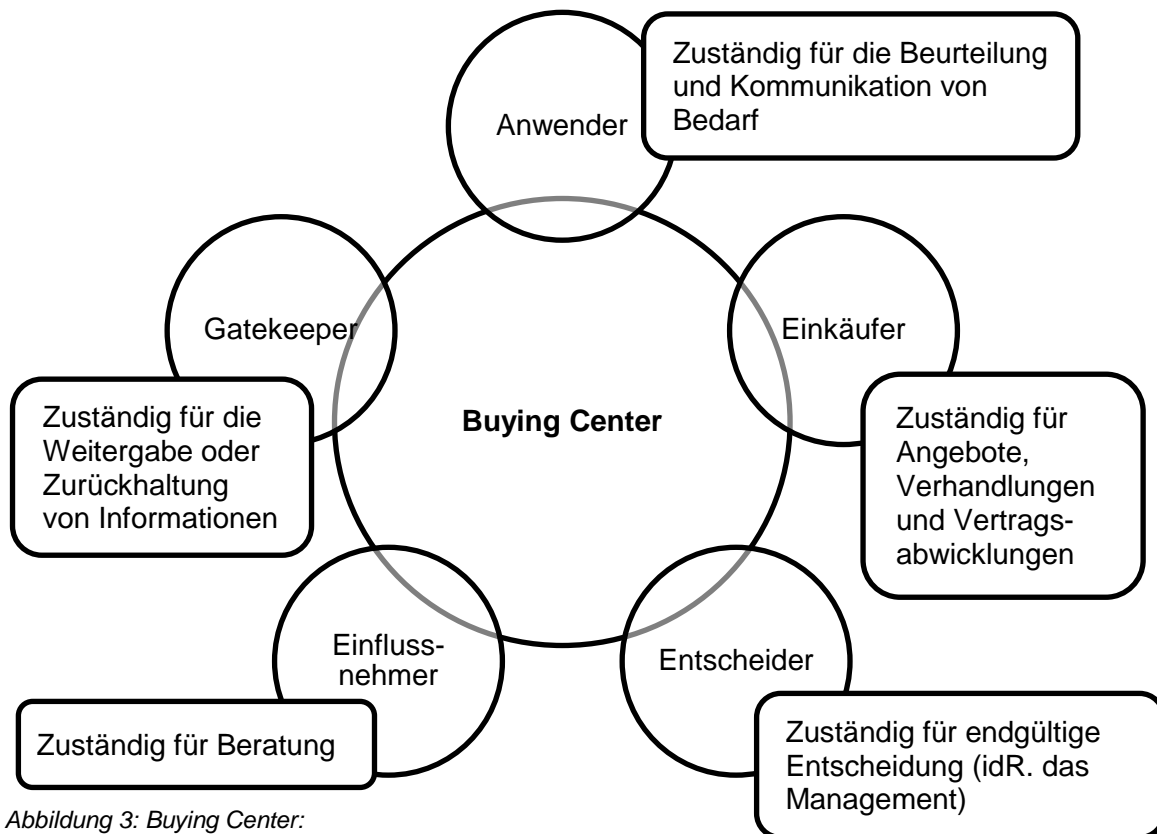 Anwender
Zuständig für die Beurteilung
und Kommunikation von
Bedarf
Gatekeeper
Zuständig für die
Weitergabe oder
Zurückhaltung
von Informationen
Buying Center
Einkäufer
Zuständig für
Angebote,
Verhandlungen
und Vertrags-
abwicklungen
Einfluss-
nehmer
Zuständig für Beratung
Entscheider
Zuständig für endgültige
Entscheidung (idR. das
Management)
Abbildung 3: Buying Center: